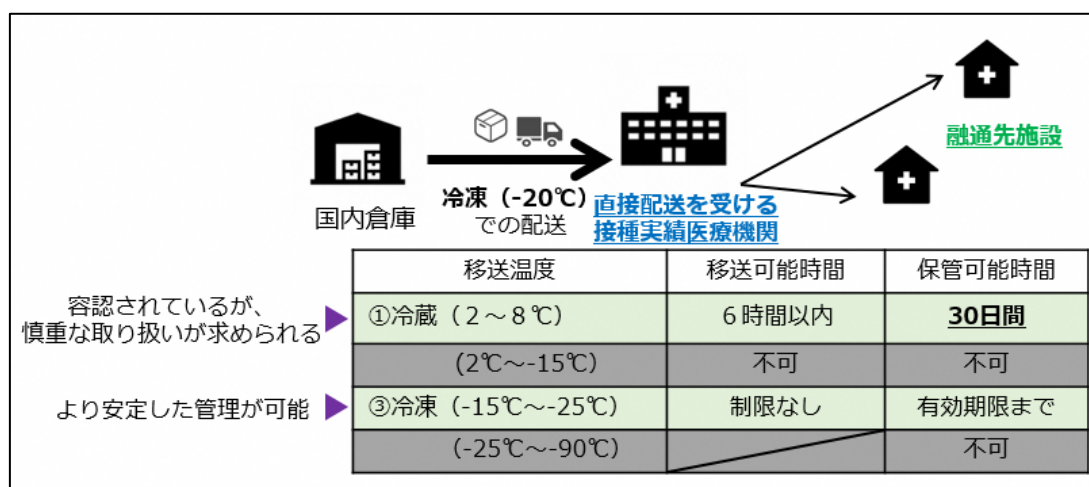 融通先施設
国内倉庫
冷凍（-20℃）
での配送
直接配送を受ける
接種実績医療機関
移送温度 移送可能時間 保管可能時間
容認されているが、
慎重な取り扱いが求められる
①冷蔵（２～８℃） ６時間以内 30日間
(2℃～-15℃) 不可 不可
より安定した管理が可能
③冷凍（-15℃～-25℃） 制限なし 有効期限まで
（-25℃～-90℃） 不可